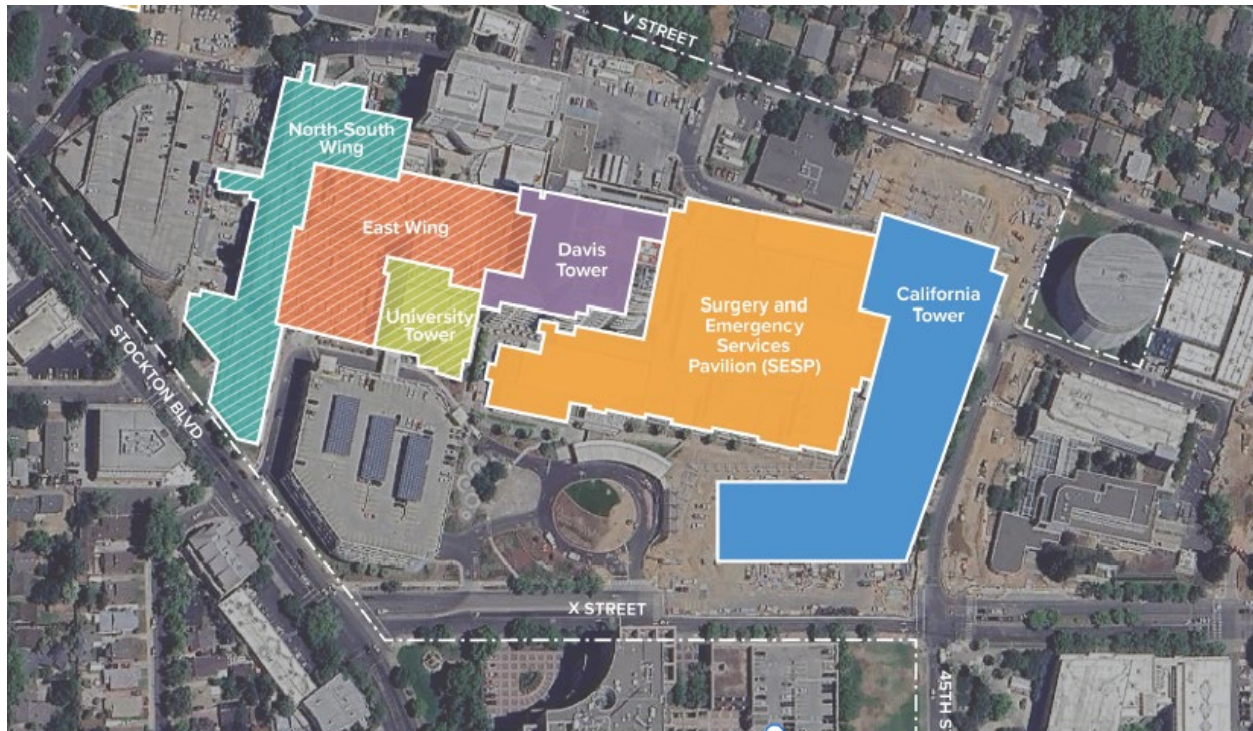 V STREET
North-South
Wing
East Wing
Davis
Tower
University
Tower
Surgery and
Emergency
Services
Pavilion (SESP)
California
Tower
STOCKTON BLVD
X STREET
45TH S